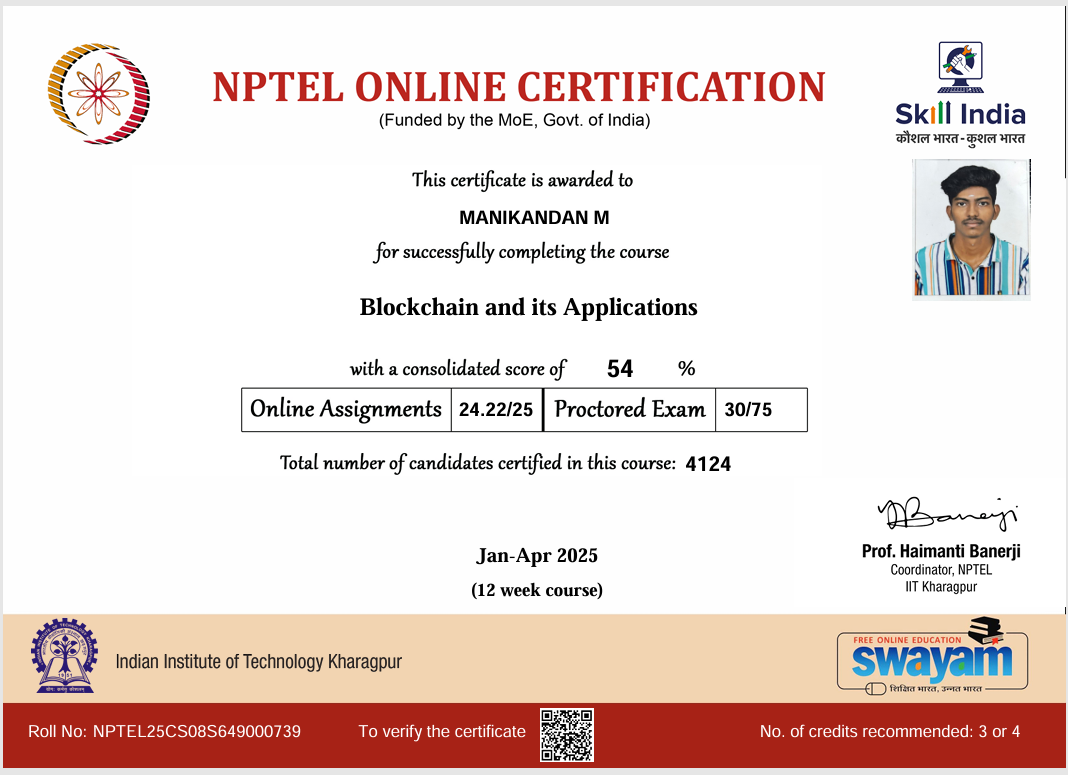 NPTEL ONLINE CERTIFICATION
(Funded by the MoE, Govt. of India)
Skill India
कौशल भारत - कुशल भारत
This certificate is awarded to
MANIKANDAN M
for successfully completing the course
Blockchain and its Applications
with a consolidated score of 54 %
Online Assignments 24.22/25 Proctored Exam 30/75
Total number of candidates certified in this course: 4124
Jan-Apr 2025
(12 week course)
Prof. Haimanti Banerji
Coordinator, NPTEL
IIT Kharagpur
Indian Institute of Technology Kharagpur
FREE ONLINE EDUCATION
swayam
शिक्षित भारत, उन्नत भारत
Roll No: NPTEL25CS08S649000739 To verify the certificate No. of credits recommended: 3 or 4